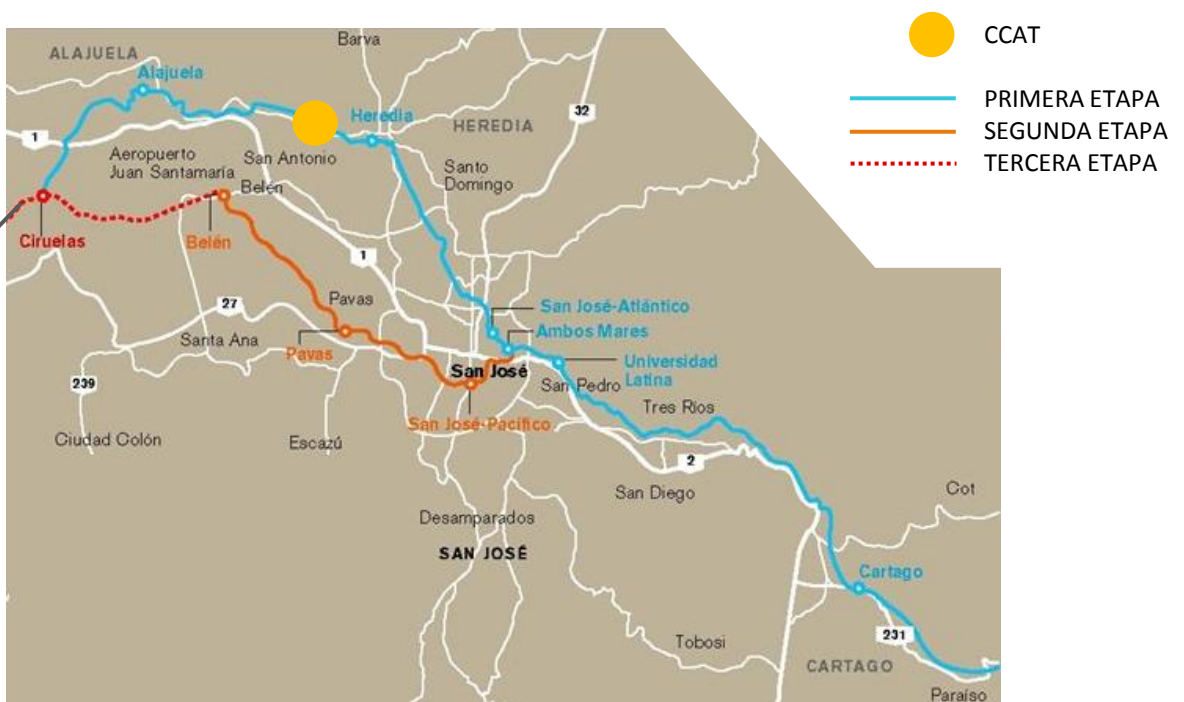 CCAT
PRIMERA ETAPA
SEGUNDA ETAPA
TERCERA ETAPA
Barva
ALAJUELA
Alajuela
32
Heredia
HEREDIA
1
Aeropuerto
Juan Santamaría
San Antonio
Belén
Santo
Domingo
Ciruelas
Belén
1
27
Pavas
San José-Atlántico
Ambos Mares
Santa Ana
Pavas
San José
San Pedro
Universidad
Latina
239
Tres Ríos
San José-Pacífico
Ciudad Colón
Escazú
2
San Diego
Cot
Desamparados
SAN JOSÉ
Cartago
231
Tobosi
CARTAGO
Paraíso